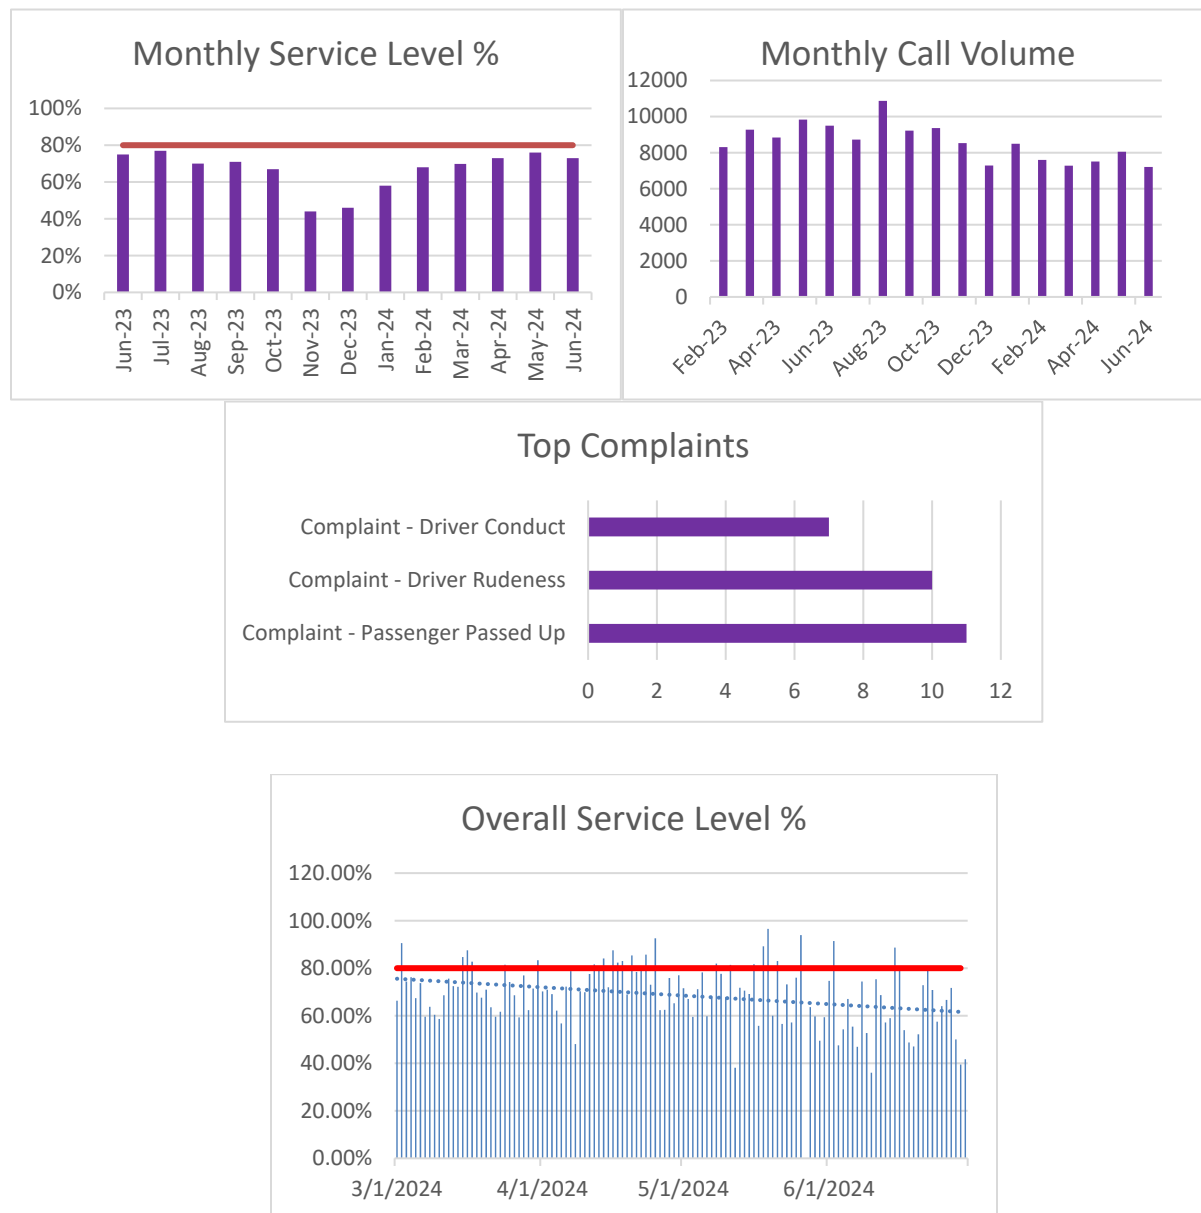 Monthly Service Level %
100%
80%
60%
40%
20%
0%
Jun-23
Jul-23
Aug-23
Sep-23
Oct-23
Nov-23
Dec-23
Jan-24
Feb-24
Mar-24
Apr-24
May-24
Jun-24
Monthly Call Volume
12000
10000
8000
6000
4000
2000
0
Feb-23
Apr-23
Jun-23
Aug-23
Oct-23
Dec-23
Feb-24
Apr-24
Jun-24
Top Complaints
Complaint - Driver Conduct
Complaint - Driver Rudeness
Complaint - Passenger Passed Up
0 2 4 6 8 10 12
Overall Service Level %
120.00%
100.00%
80.00%
60.00%
40.00%
20.00%
0.00%
3/1/2024 4/1/2024 5/1/2024 6/1/2024